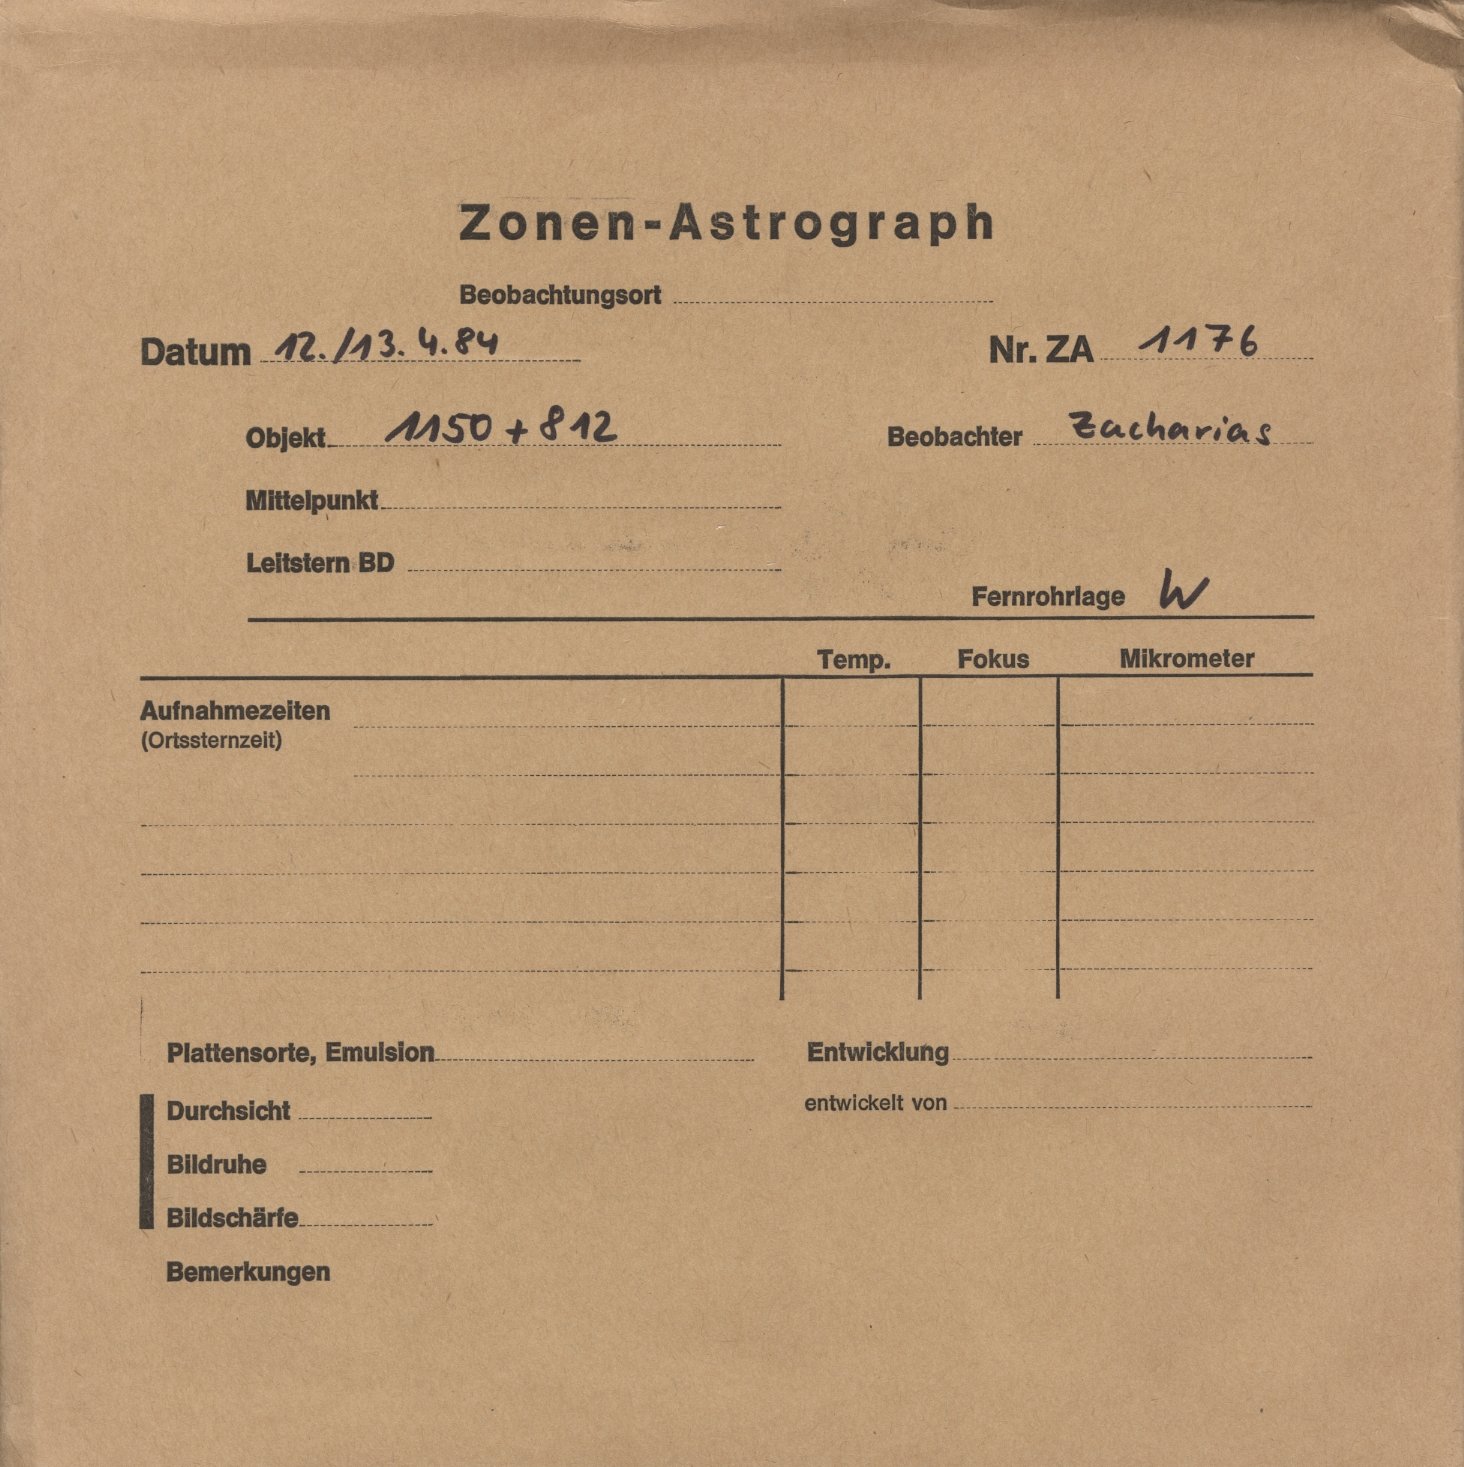 Zonen-Astrograph
Beobachtungsort
Datum 12./13.4.84 Nr. ZA 1176
Objekt 1150+812 Beobachter Zacharias
Mittelpunkt
Leitstern BD
Fernrohrlage W
Temp. Fokus Mikrometer
Aufnahmezeiten
(Ortssternzeit)
Plattensorte, Emulsion Entwicklung
Durchsicht entwickelt von
Bildruhe
Bildschärfe
Bemerkungen